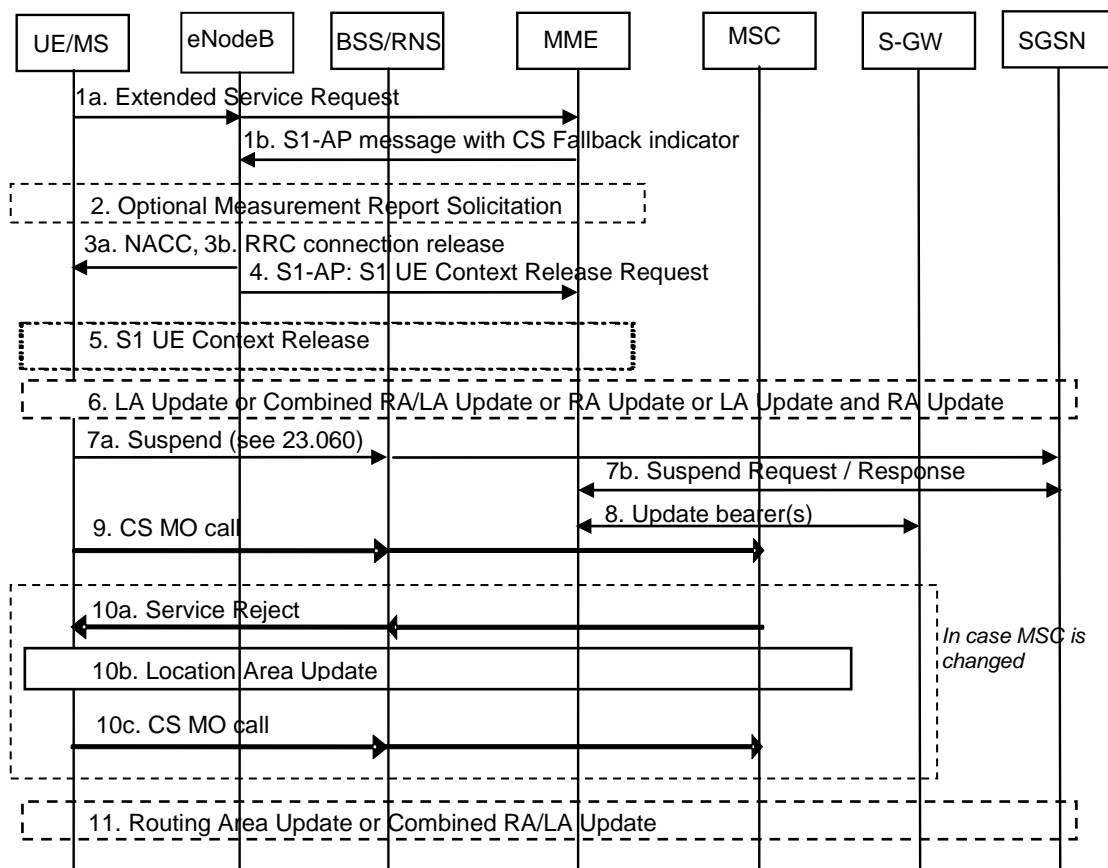 UE/MS
eNodeB
BSS/RNS
MME
MSC
S-GW
SGSN
1a. Extended Service Request
1b. S1-AP message with CS Fallback indicator
2. Optional Measurement Report Solicitation
3a. NACC, 3b. RRC connection release
4. S1-AP: S1 UE Context Release Request
5. S1 UE Context Release
6. LA Update or Combined RA/LA Update or RA Update or LA Update and RA Update
7a. Suspend (see 23.060)
7b. Suspend Request / Response
8. Update bearer(s)
9. CS MO call
10a. Service Reject
In case MSC is
changed
10b. Location Area Update
10c. CS MO call
11. Routing Area Update or Combined RA/LA Update